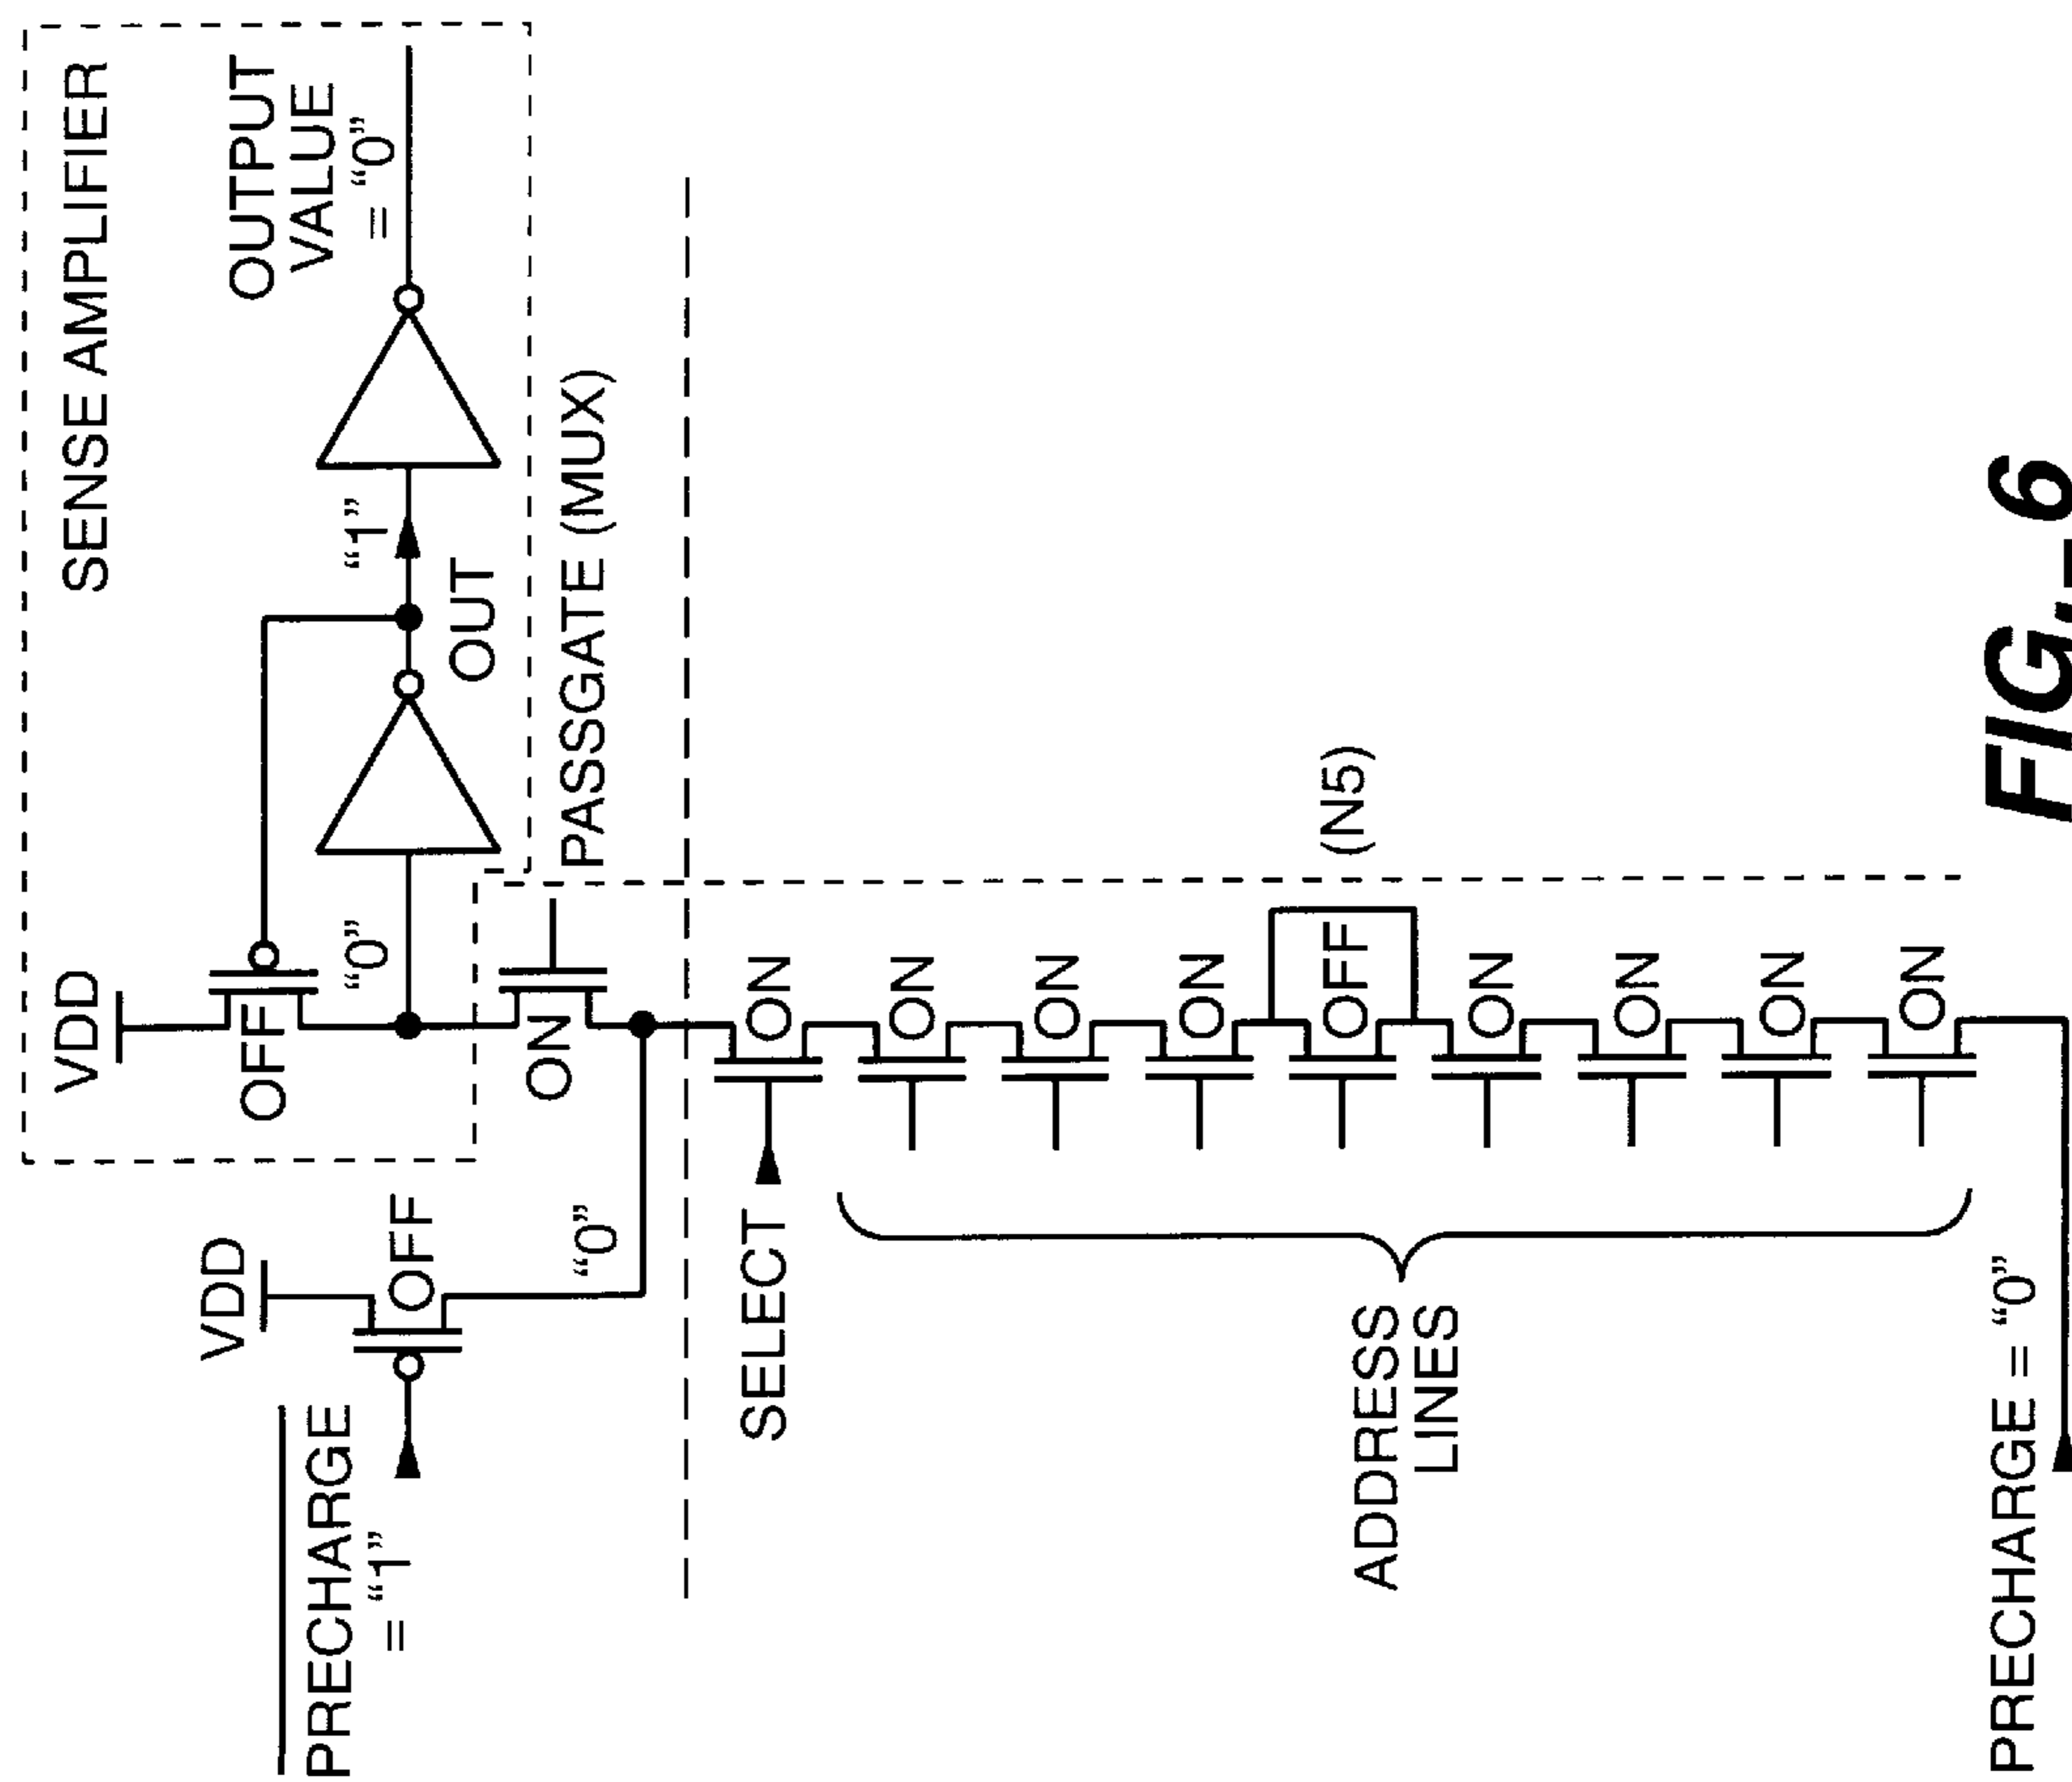 SENSE AMPLIFIER
VDD
OFF
"0"
OUT
"1"
OUTPUT
VALUE
= "0"
VDD
OFF
PRECHARGE
= "1"
"0"
ON
PASSGATE (MUX)
SELECT
ON
ON
ON
ON
OFF
(N5)
ON
ON
ON
ON
ADDRESS
LINES
PRECHARGE = "0"
FIG.– 6